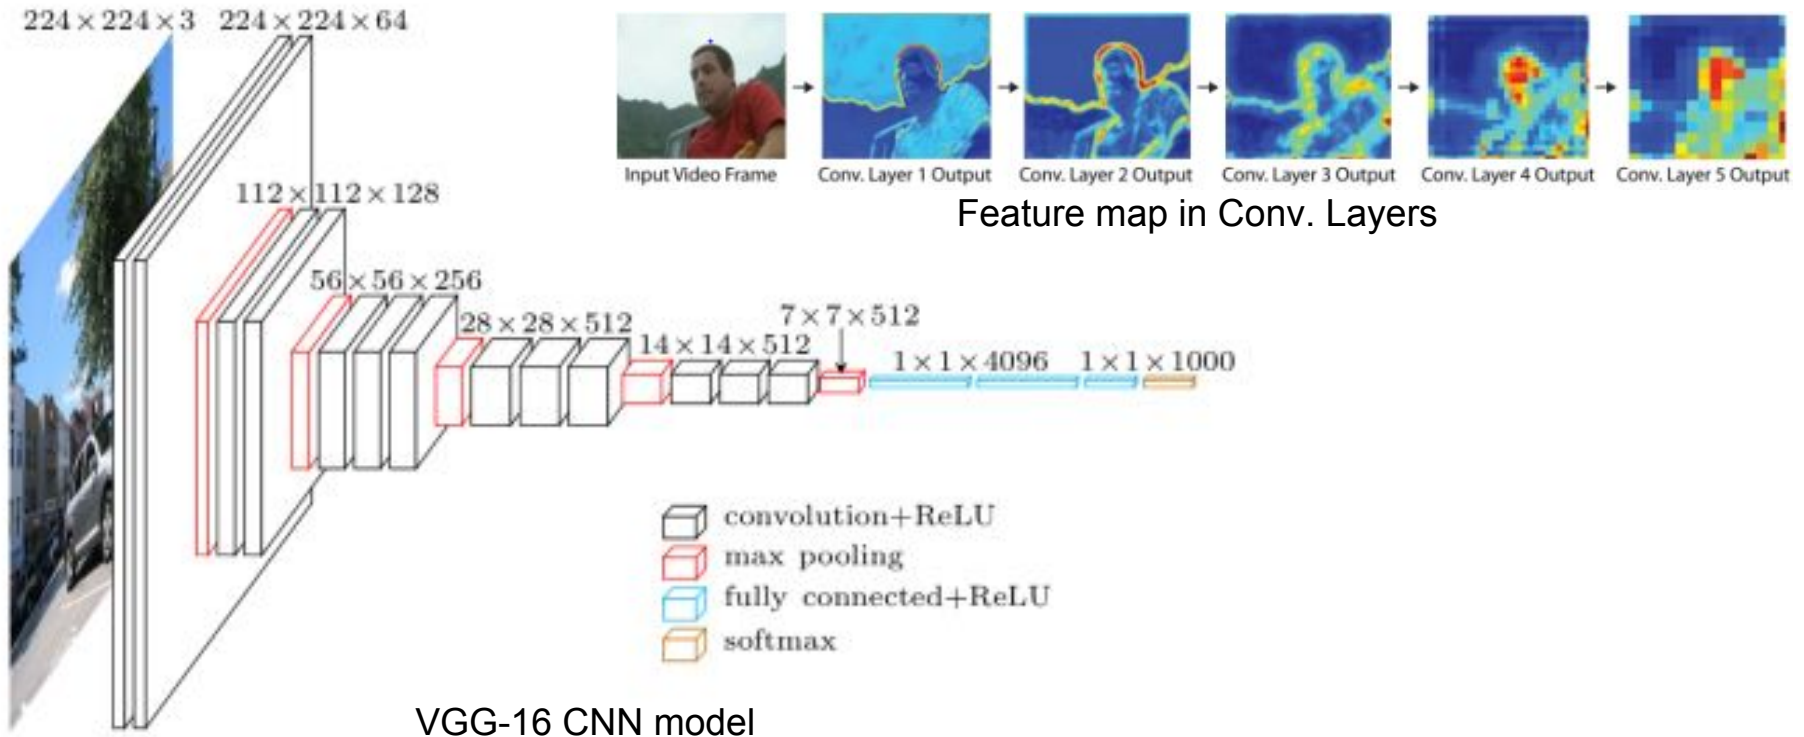 224×224×3
224×224×64
Input Video Frame
Conv. Layer 1 Output
Conv. Layer 2 Output
Conv. Layer 3 Output
Conv. Layer 4 Output
Conv. Layer 5 Output
Feature map in Conv. Layers
112×112×128
56×56×256
28×28×512
14×14×512
7×7×512
1×1×4096
1×1×1000
convolution+ReLU
max pooling
fully connected+ReLU
softmax
VGG-16 CNN model